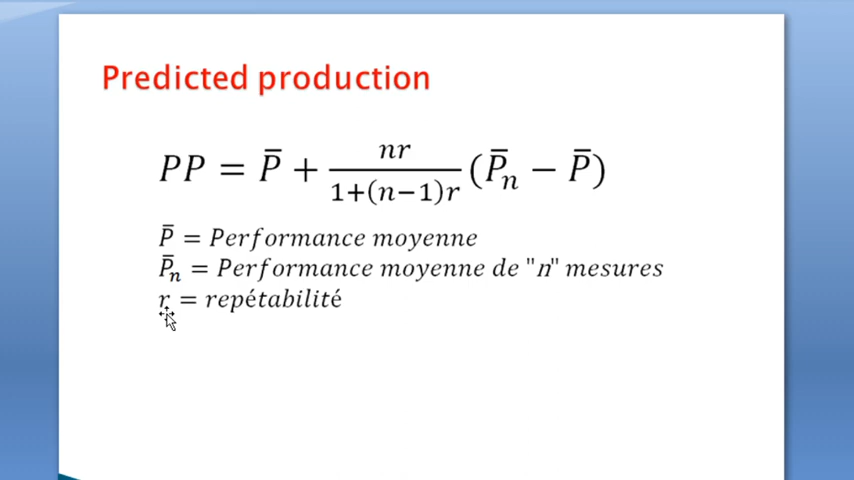 Predicted production
PP = P̄ + nr / 1+(n−1)r (P̄n − P̄)
P̄ = Performance moyenne
P̄n = Performance moyenne de "n" mesures
r = repétabilité